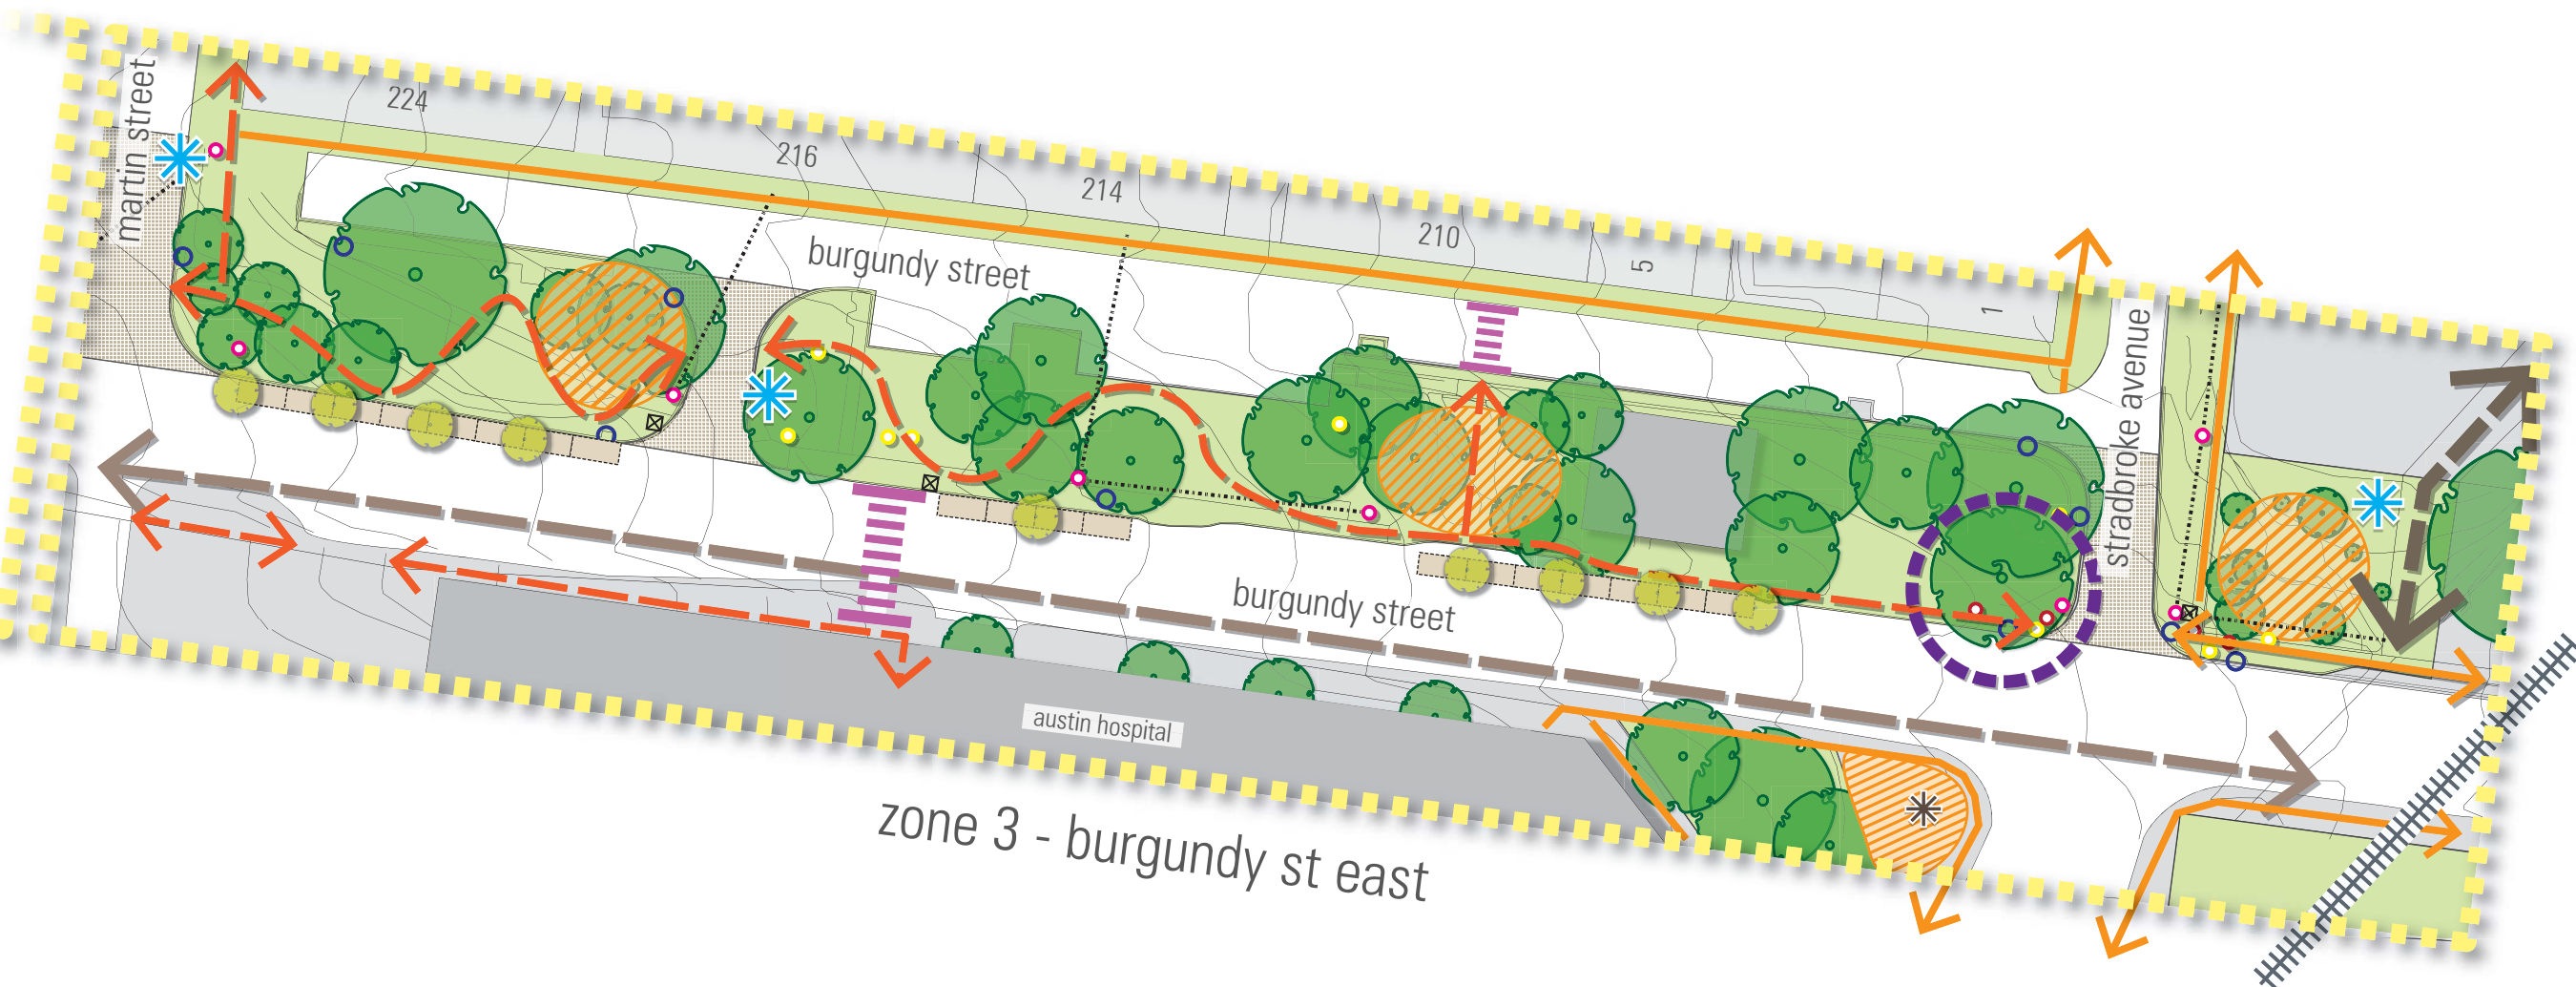 martin street
224
216
214
210
5
1
burgundy street
stradbroke avenue
burgundy street
austin hospital
zone 3 - burgundy st east